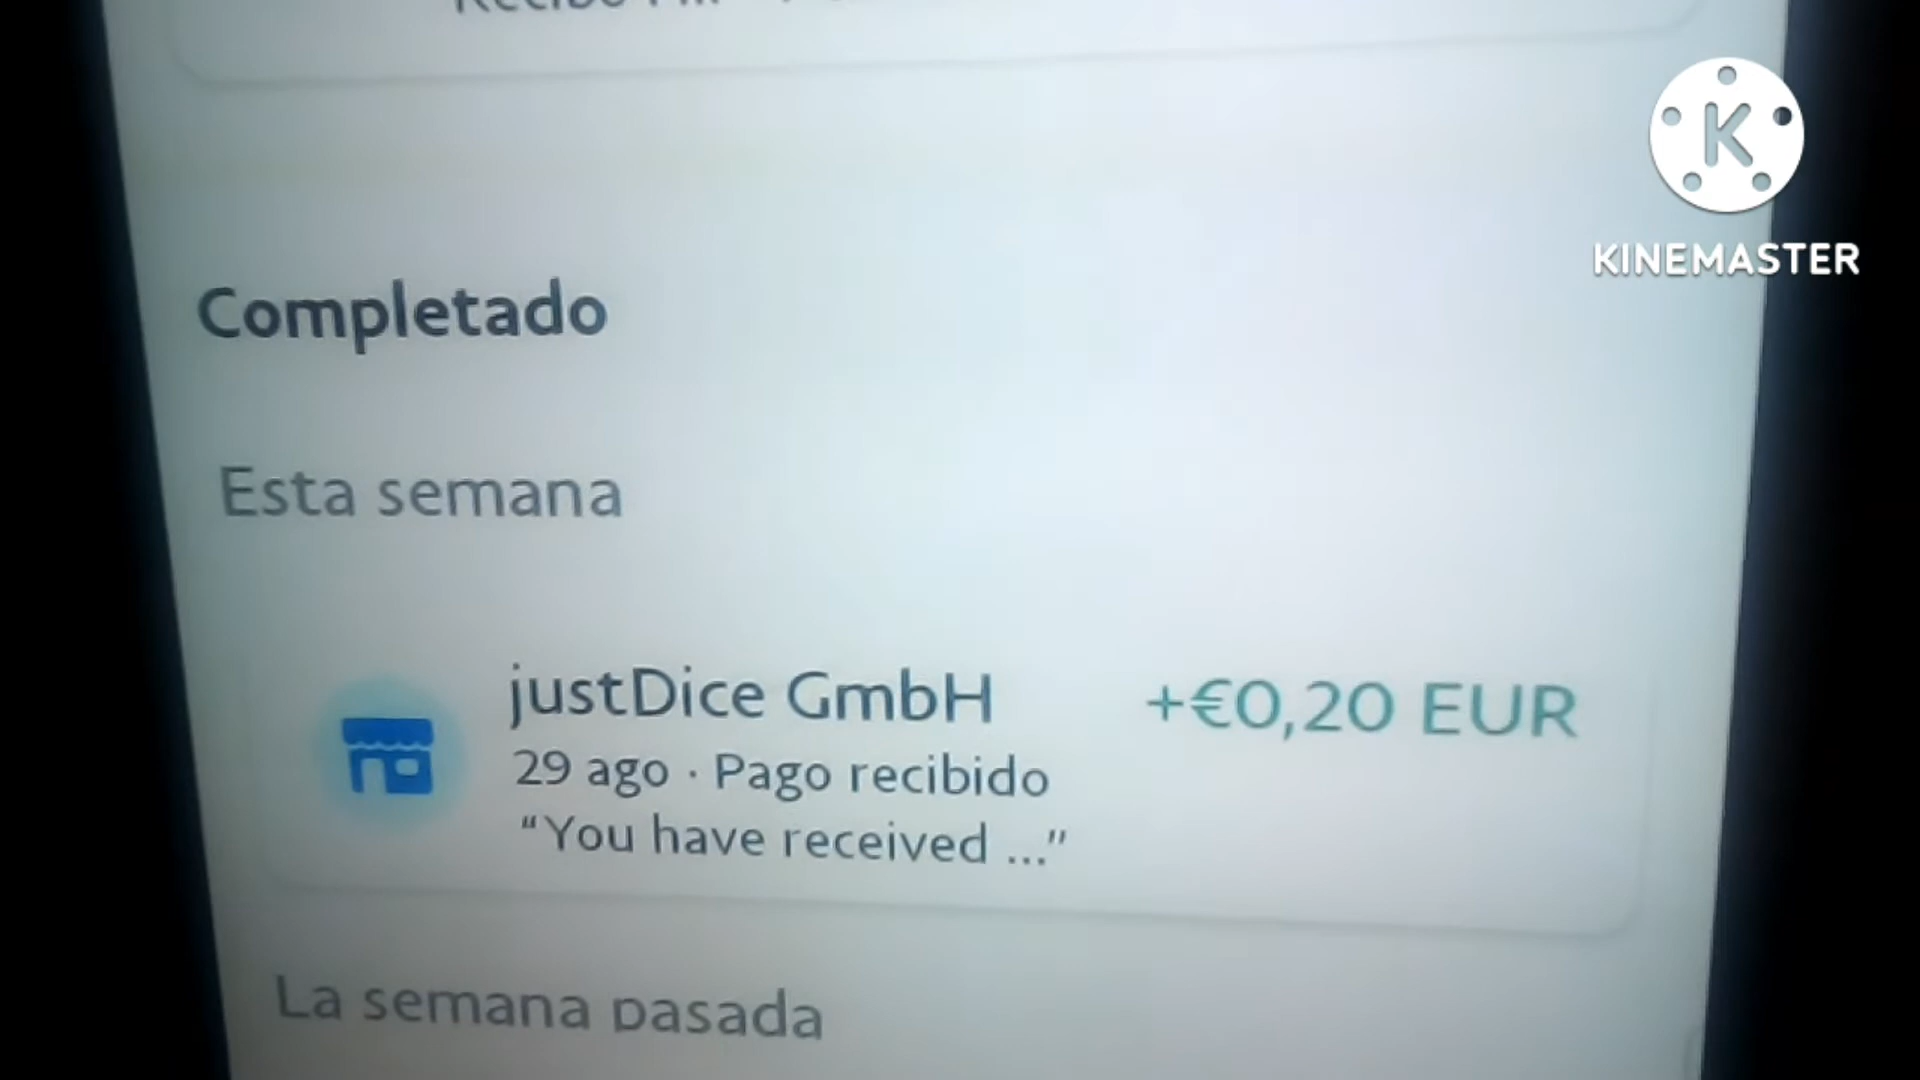 K
KINEMASTER
Completado
Esta semana
justDice GmbH +€0,20 EUR
29 ago · Pago recibido
“You have received ...”
La semana pasada